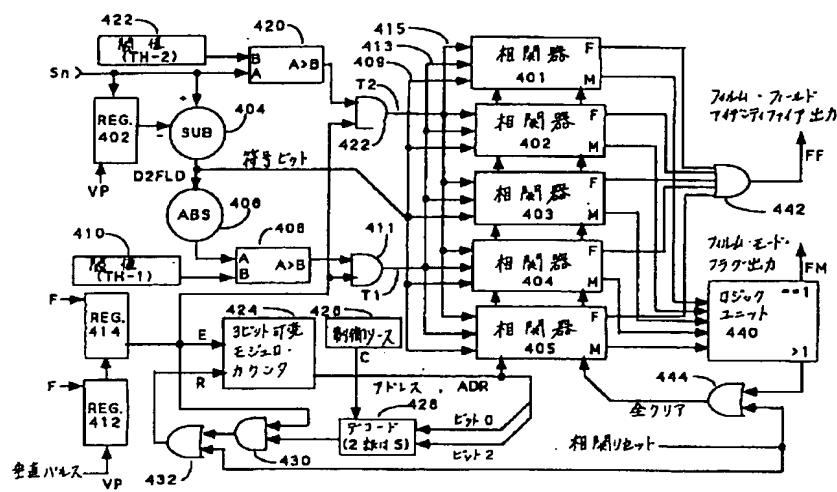 422
閾値
(TH-2)
420
B
A
A>B
Sn
REG.
402
+
-
SUB
404
VP
D2FLD
符号ビット
ABS
406
410
閾値
(TH-1)
408
A
B
A>B
T2
422
411
T1
415
413
409
相関器
401
F
M
相関器
402
F
M
相関器
403
F
M
相関器
404
F
M
相関器
405
F
M
フィルム・フィールド
アイデンティファイア出力
FF
442
フィルム・モード・
フラグ出力
FM
ロジック
ユニット
440
==1
>1
F
REG.
414
F
REG.
412
垂直パルス
VP
424
E
R
3ビット可変
モジュロ・
カウンタ
426
制御ソース
C
アドレス, ADR
428
デコード
(2又は5)
ビット0
ビット2
430
432
444
全クリア
相関リセット